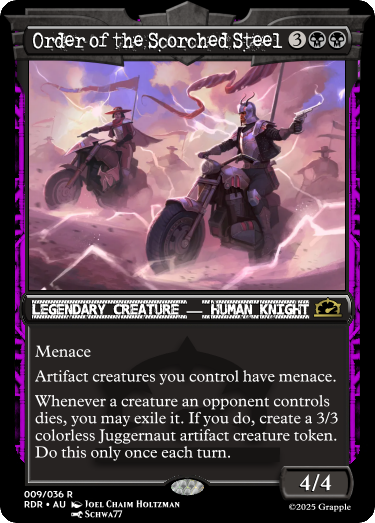 Order of the Scorched Steel 3
LEGENDARY CREATURE — HUMAN KNIGHT
Menace
Artifact creatures you control have menace.
Whenever a creature an opponent controls
dies, you may exile it. If you do, create a 3/3
colorless Juggernaut artifact creature token.
Do this only once each turn.
4/4
009/036 R
RDR • AU Joel Chaim Holtzman
Schwa77
©2025 Grapple